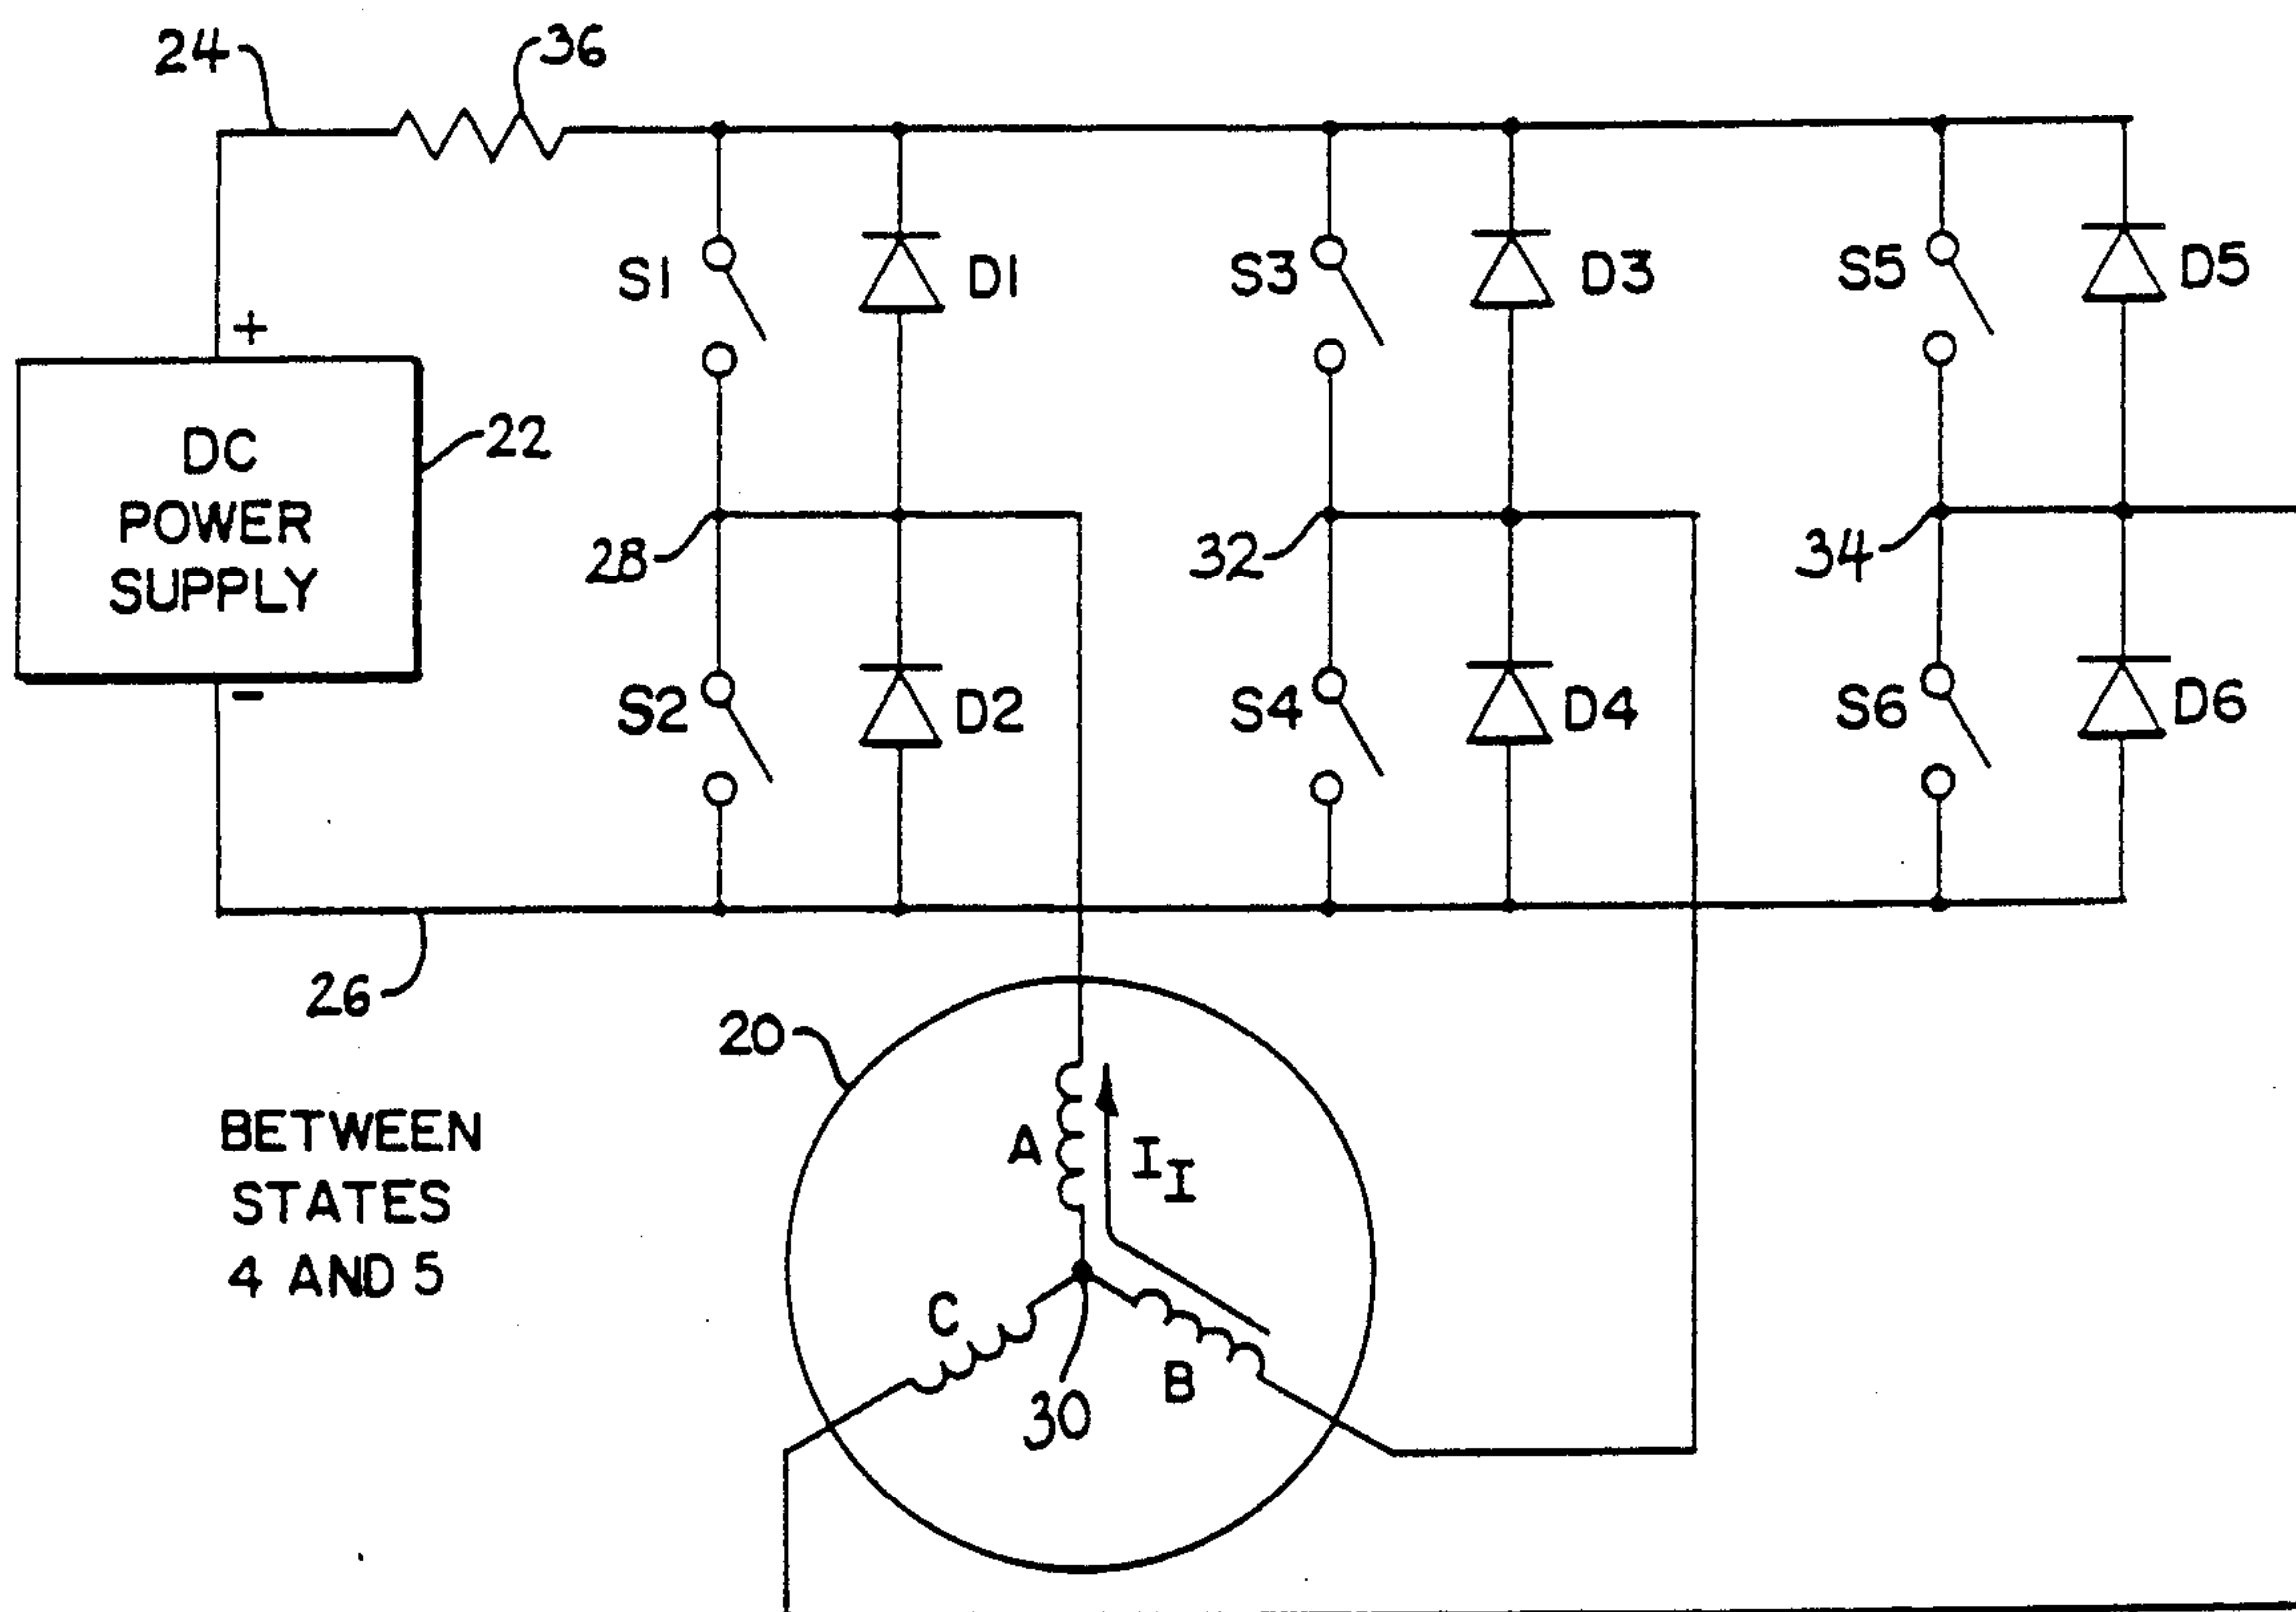 24
36
+
DC
POWER
SUPPLY
-
22
S1
D1
S3
D3
S5
D5
28
32
34
S2
D2
S4
D4
S6
D6
26
20
BETWEEN
STATES
4 AND 5
A
I I
C
B
30